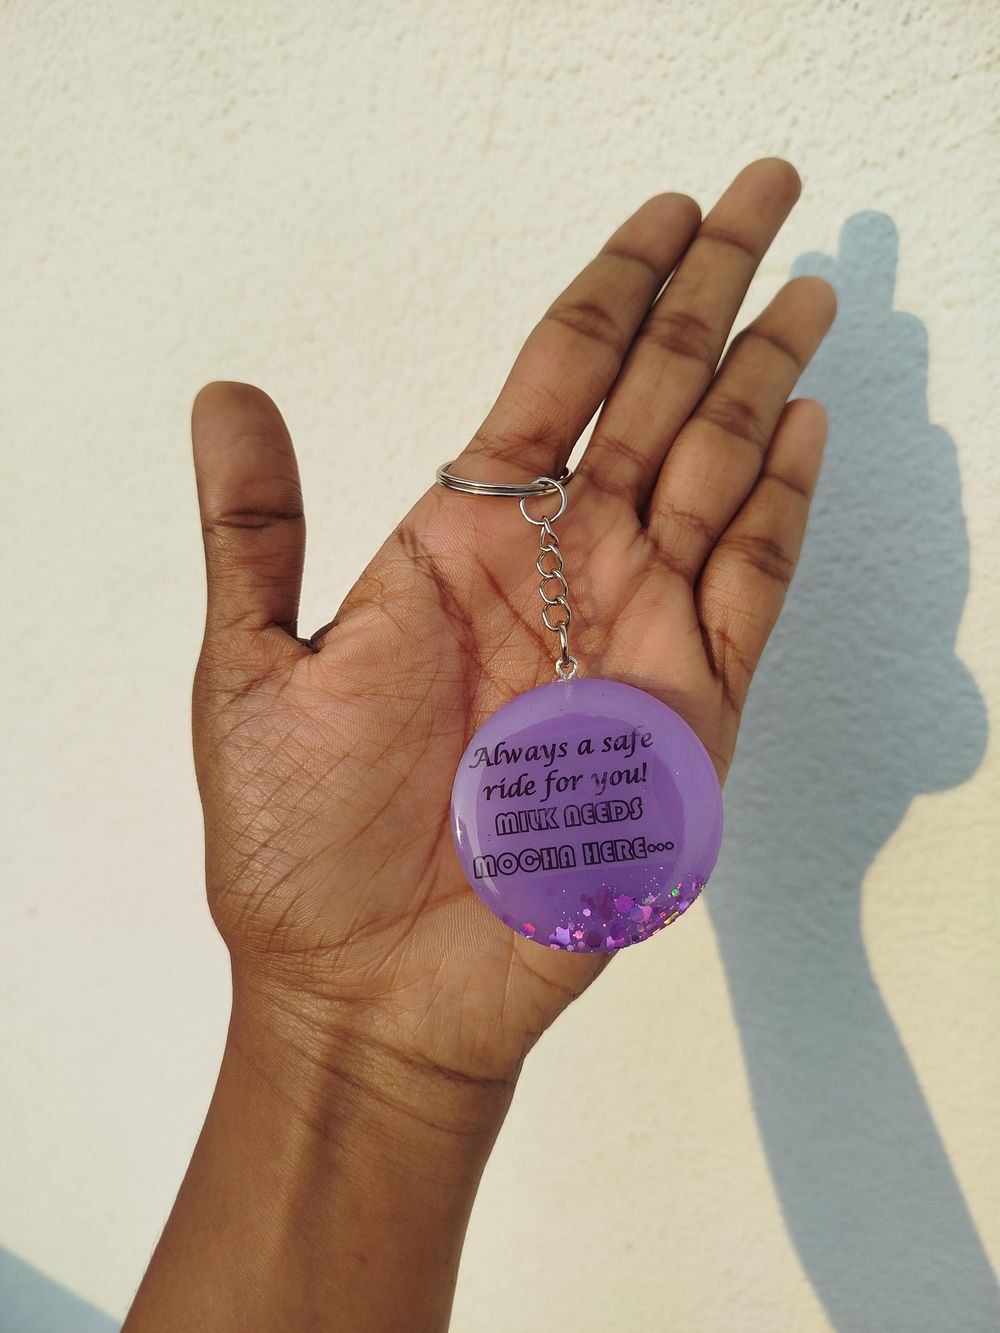 Always a safe
ride for you!
MILK NEEDS
MOCHA HERE...